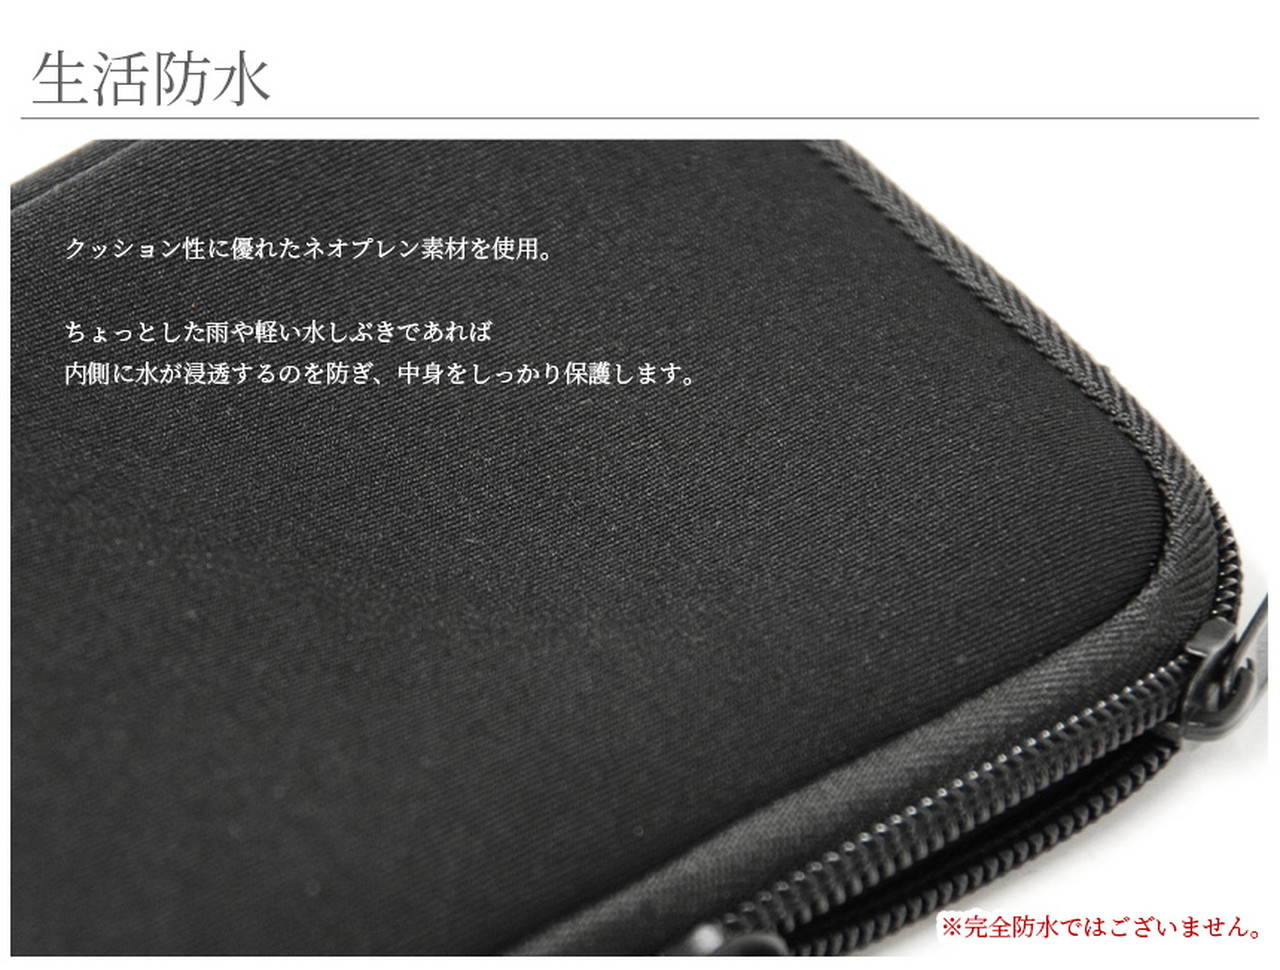 生活防水
クッション性に優れたネオプレン素材を使用。
ちょっとした雨や軽い水しぶきであれば
内側に水が浸透するのを防ぎ、中身をしっかり保護します。
※完全防水ではございません。